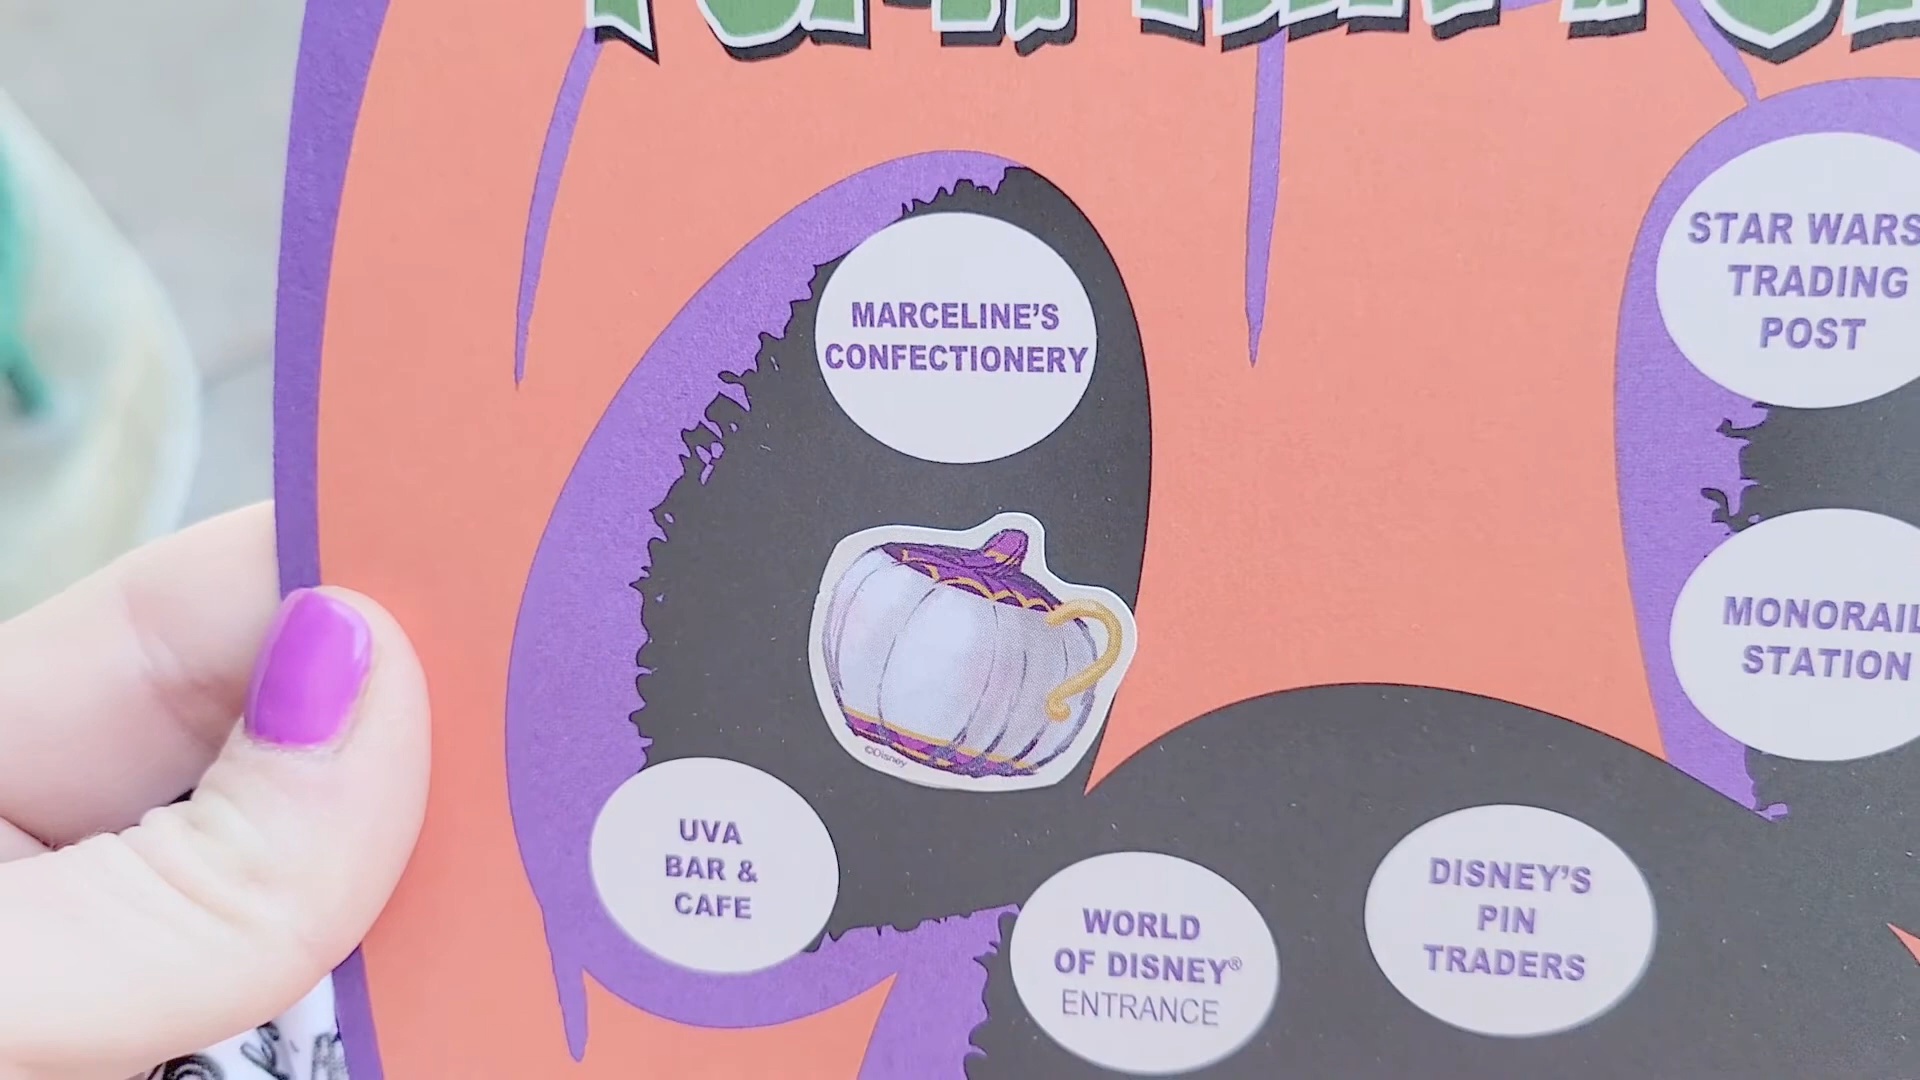 MARCELINE'S
CONFECTIONERY
STAR WARS
TRADING
POST
MONORAIL
STATION
©Disney
UVA
BAR &
CAFE
WORLD
OF DISNEY®
ENTRANCE
DISNEY'S
PIN
TRADERS